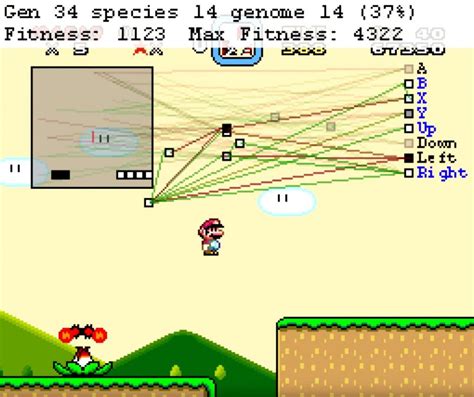 Gen 34 species 14 genome 14 (37%)
Fitness: 1123 Max Fitness: 4322
A
B
X
Y
Up
Down
Left
Right